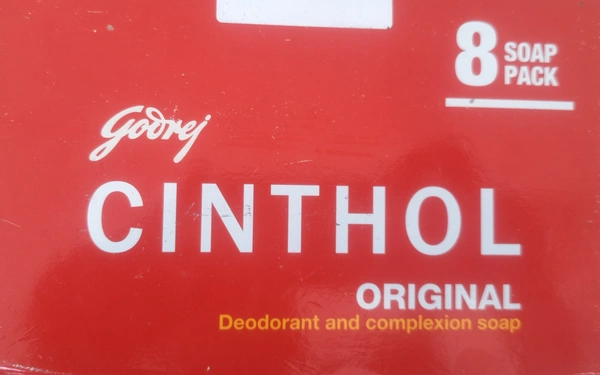 8 SOAP
PACK
Godrej
CINTHOL
ORIGINAL
Deodorant and complexion soap